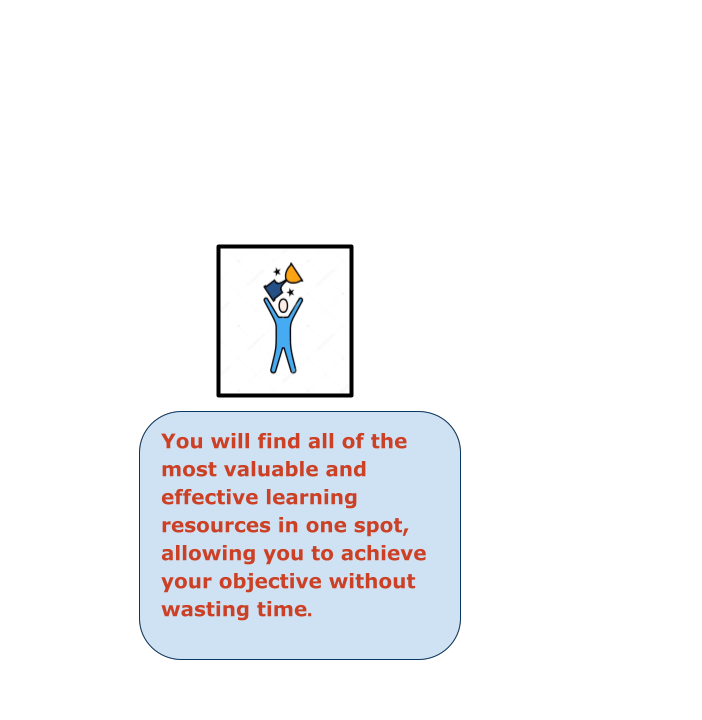 You will find all of the
most valuable and
effective learning
resources in one spot,
allowing you to achieve
your objective without
wasting time.